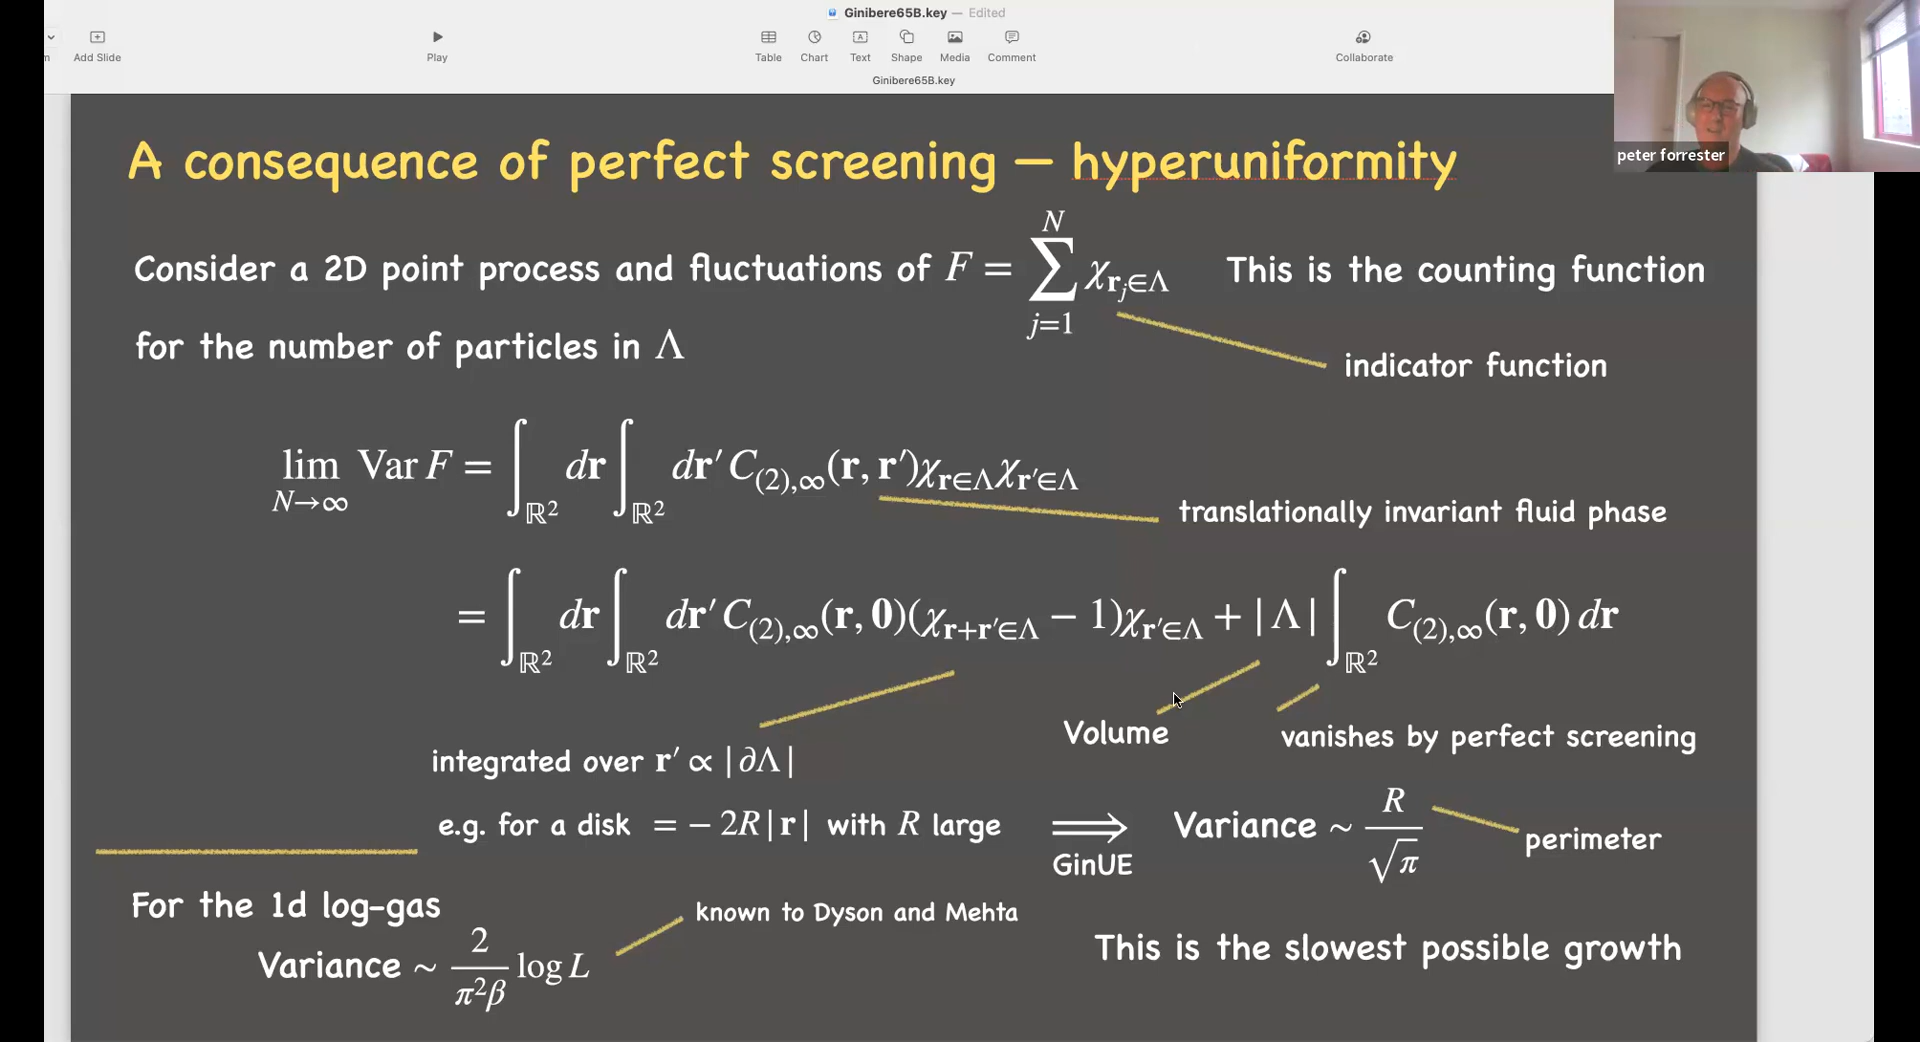 Ginibere65B.key — Edited
m
Add Slide
Play
Table
Chart
Text
Shape
Media
Comment
Collaborate
Ginibere65B.key
peter forrester
A consequence of perfect screening — hyperuniformity
Consider a 2D point process and fluctuations of F = ∑_{j=1}^{N} χ_{𝐫_j∈Λ} This is the counting function
for the number of particles in Λ
indicator function
lim_{N→∞} Var F = ∫_{ℝ²} d𝐫 ∫_{ℝ²} d𝐫′ C_{(2),∞}(𝐫, 𝐫′)χ_{𝐫∈Λ}χ_{𝐫′∈Λ}
translationally invariant fluid phase
= ∫_{ℝ²} d𝐫 ∫_{ℝ²} d𝐫′ C_{(2),∞}(𝐫, 𝟎)(χ_{𝐫+𝐫′∈Λ} − 1)χ_{𝐫′∈Λ} + |Λ| ∫_{ℝ²} C_{(2),∞}(𝐫, 𝟎) d𝐫
Volume
vanishes by perfect screening
integrated over 𝐫′ ∝ |∂Λ|
e.g. for a disk = − 2R|𝐫| with R large
⟹
GinUE
Variance ~ R/√π
perimeter
For the 1d log-gas
known to Dyson and Mehta
Variance ~ 2/(π²β) log L
This is the slowest possible growth